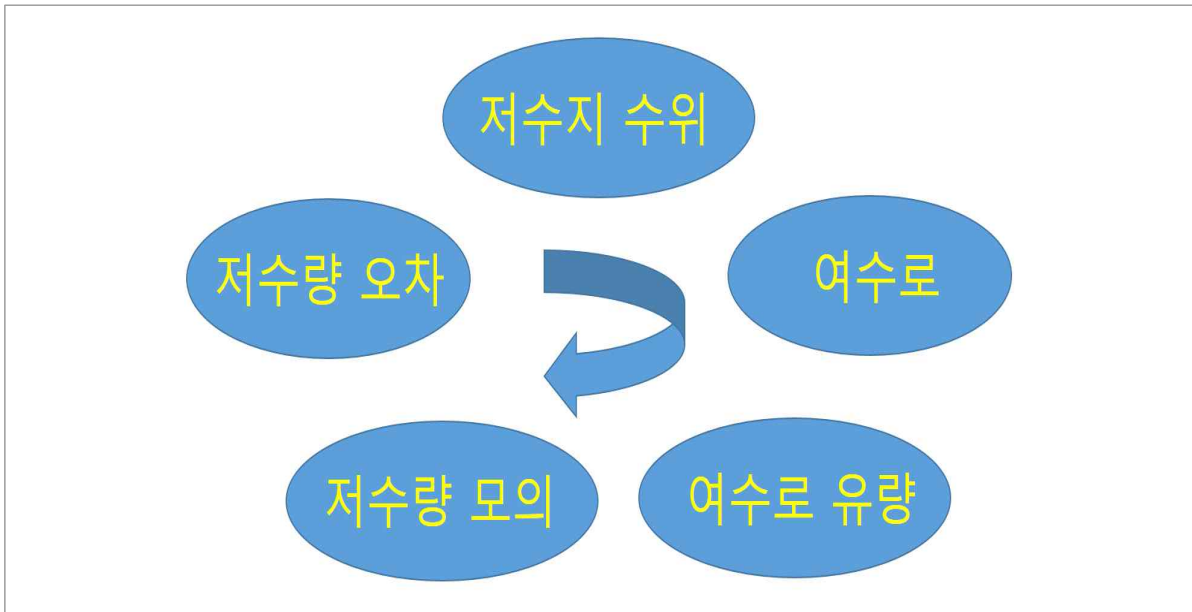 저수지 수위
저수량 오차
여수로
저수량 모의
여수로 유량